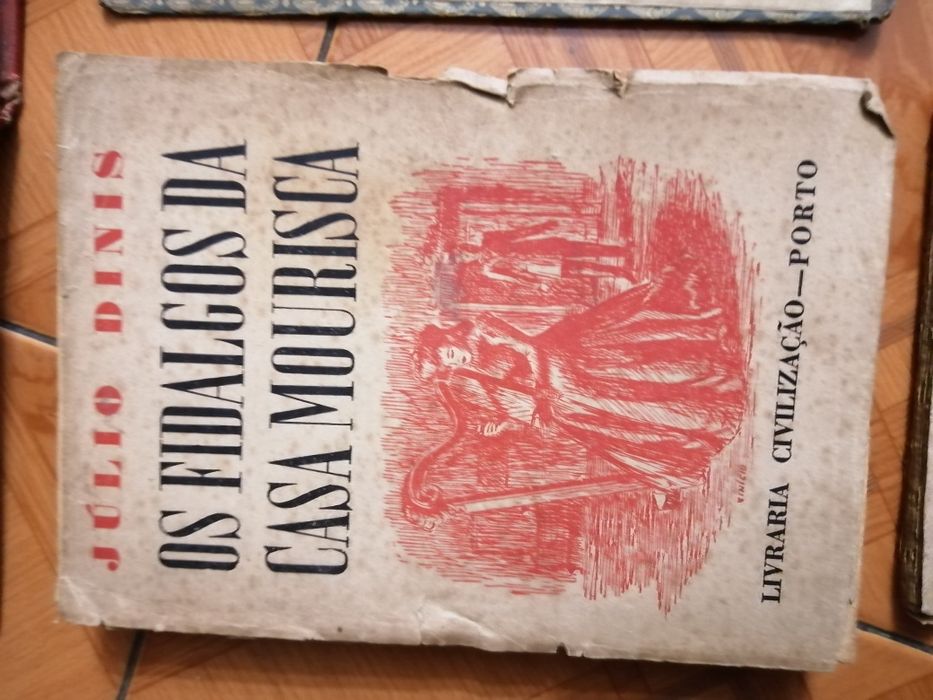 JÚLIO DINIS
OS FIDALGOS DA
CASA MOURISCA
LIVRARIA CIVILIZAÇÃO—PORTO